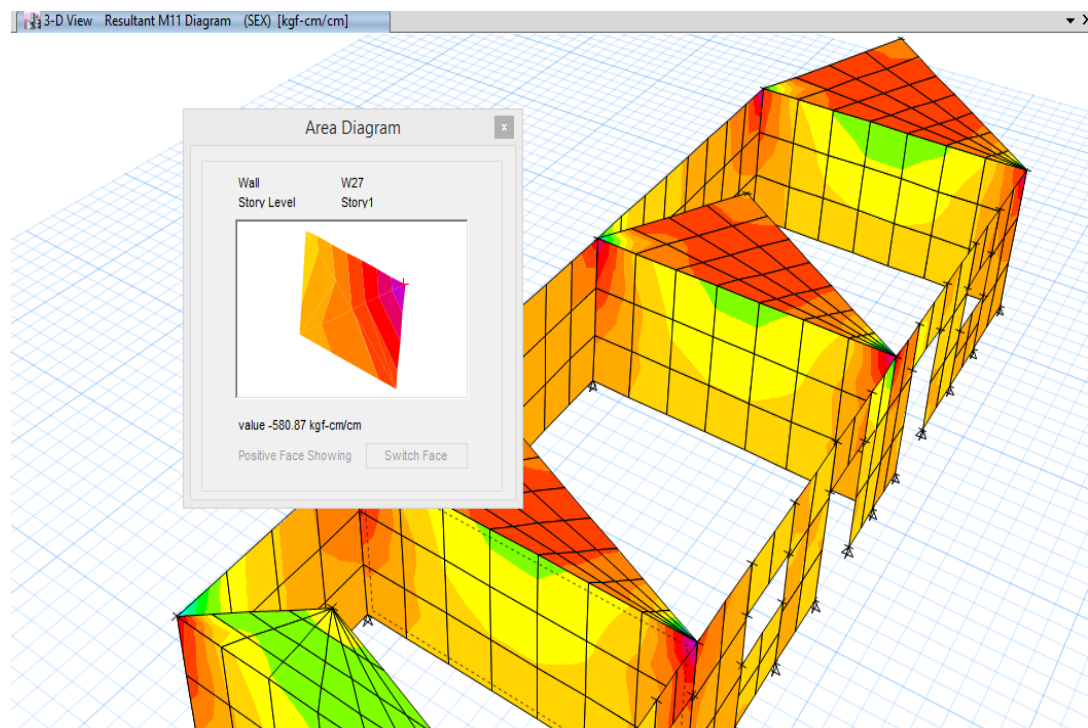 3-D View Resultant M11 Diagram (SEX) [kgf-cm/cm]
Area Diagram
Wall W27
Story Level Story1
value -580.87 kgf-cm/cm
Positive Face Showing Switch Face